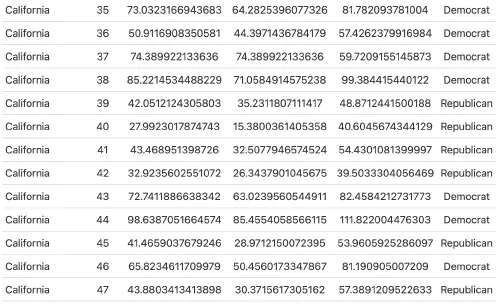 California 35 73.0323166943683 64.2825396077326 81.782093781004 Democrat
California 36 50.9116908350581 44.3971436784179 57.4262379916984 Democrat
California 37 74.389922133636 74.389922133636 59.7209155145873 Democrat
California 38 85.2214534488229 71.0584914575238 99.384415440122 Democrat
California 39 42.0512124305803 35.2311807111417 48.8712441500188 Republican
California 40 27.9923017874743 15.3800361405358 40.6045674344129 Republican
California 41 43.468951398726 32.5077946574524 54.4301081399997 Republican
California 42 32.9235602551072 26.3437901045675 39.5033304056469 Republican
California 43 72.7411886638342 63.0239560544911 82.4584212731773 Democrat
California 44 98.6387051664574 85.4554058566115 111.822004476303 Democrat
California 45 41.4659037679246 28.9712150072395 53.9605925286097 Republican
California 46 65.8234611709979 50.4560173347867 81.190905007209 Democrat
California 47 43.8803413413898 30.3715617305162 57.3891209522633 Republican